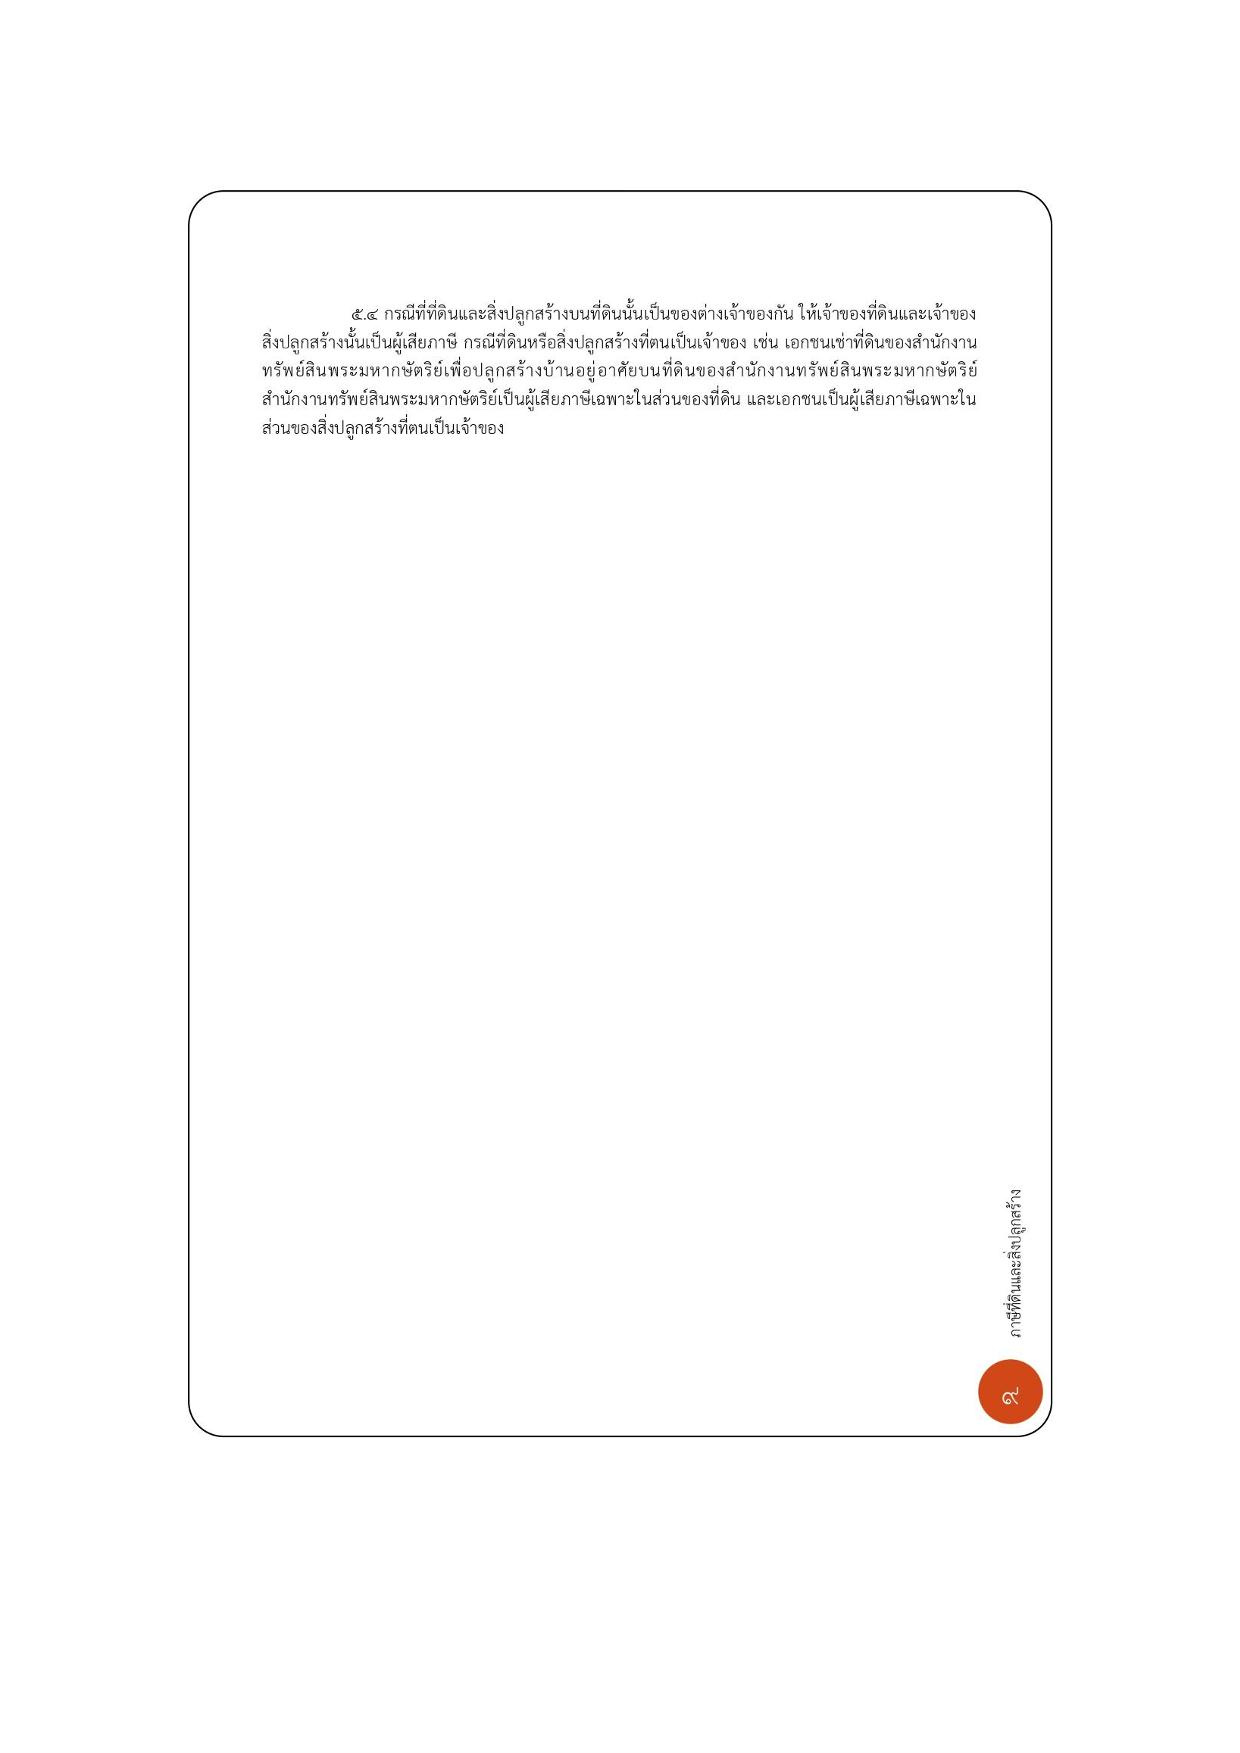 ๕.๔ กรณีที่ที่ดินและสิ่งปลูกสร้างบนที่ดินนั้นเป็นของต่างเจ้าของกัน ให้เจ้าของที่ดินและเจ้าของ
สิ่งปลูกสร้างนั้นเป็นผู้เสียภาษี กรณีที่ดินหรือสิ่งปลูกสร้างที่ตนเป็นเจ้าของ เช่น เอกชนเช่าที่ดินของสำนักงาน
ทรัพย์สินพระมหากษัตริย์เพื่อปลูกสร้างบ้านอยู่อาศัยบนที่ดินของสำนักงานทรัพย์สินพระมหากษัตริย์
สำนักงานทรัพย์สินพระมหากษัตริย์เป็นผู้เสียภาษีเฉพาะในส่วนของที่ดิน และเอกชนเป็นผู้เสียภาษีเฉพาะใน
ส่วนของสิ่งปลูกสร้างที่ตนเป็นเจ้าของ
ภาษีที่ดินและสิ่งปลูกสร้าง
๙